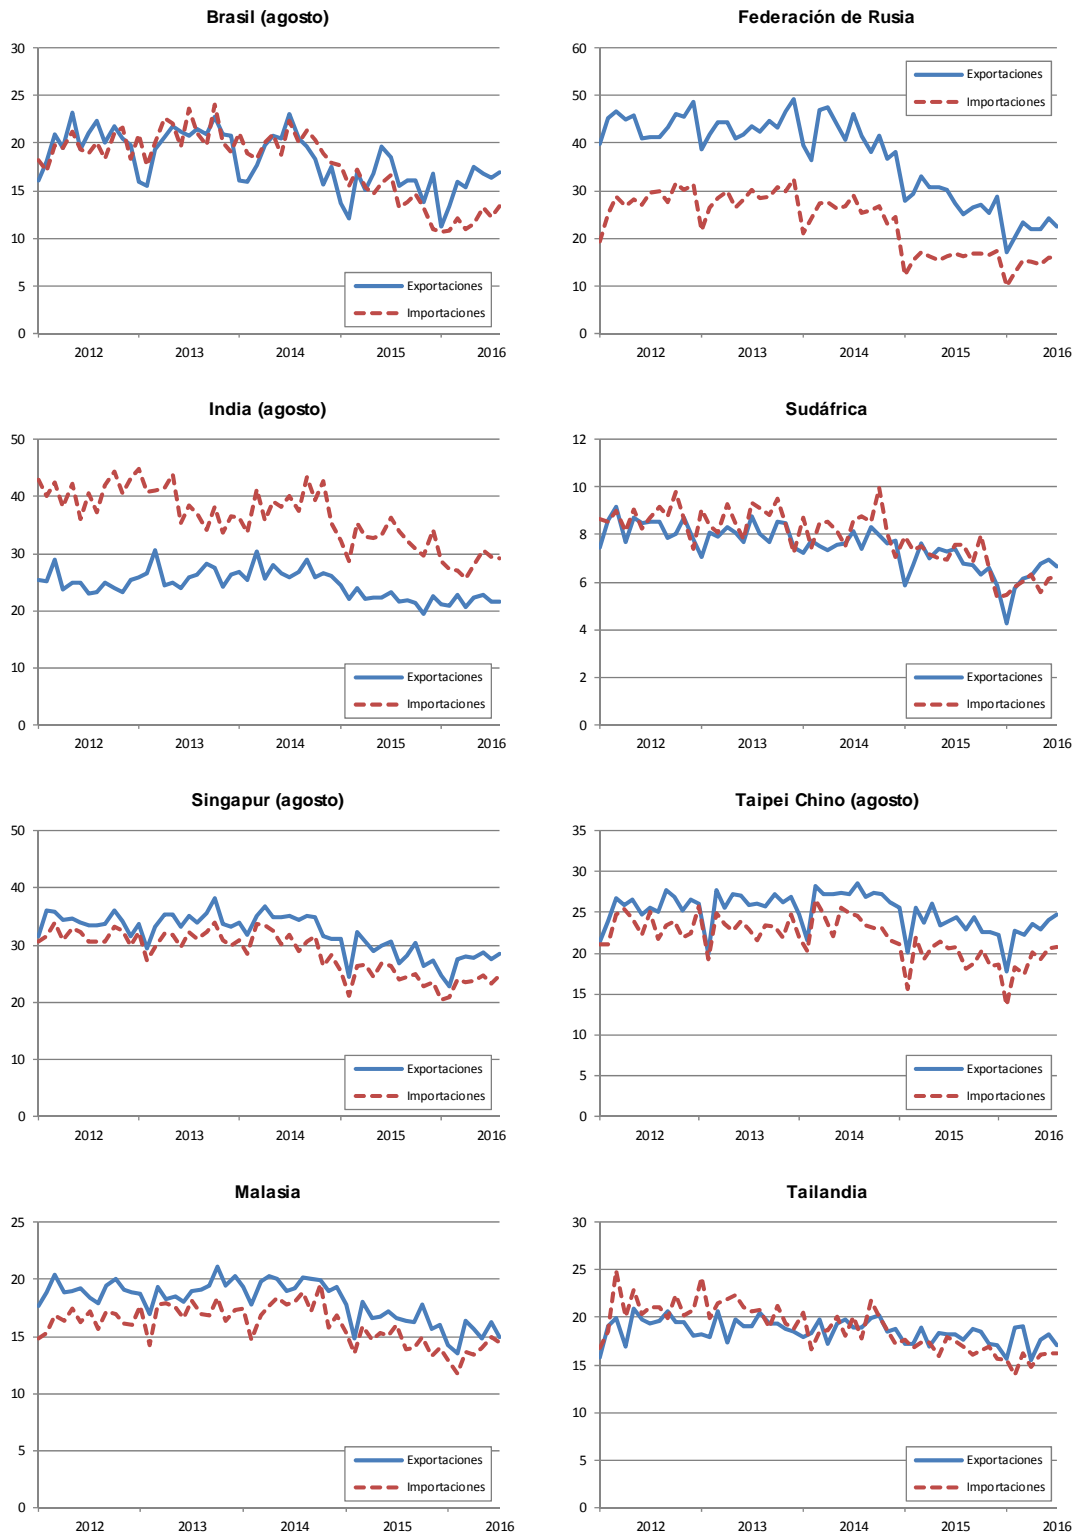 Brasil (agosto)
30
25
20
15
10
5
0
Exportaciones
Importaciones
2012 2013 2014 2015 2016
Federación de Rusia
60
50
40
30
20
10
0
Exportaciones
Importaciones
2012 2013 2014 2015 2016
India (agosto)
50
40
30
20
10
0
Exportaciones
Importaciones
2012 2013 2014 2015 2016
Sudáfrica
12
10
8
6
4
2
0
Exportaciones
Importaciones
2012 2013 2014 2015 2016
Singapur (agosto)
50
40
30
20
10
0
Exportaciones
Importaciones
2012 2013 2014 2015 2016
Taipei Chino (agosto)
35
30
25
20
15
10
5
0
Exportaciones
Importaciones
2012 2013 2014 2015 2016
Malasia
25
20
15
10
5
0
Exportaciones
Importaciones
2012 2013 2014 2015 2016
Tailandia
30
25
20
15
10
5
0
Exportaciones
Importaciones
2012 2013 2014 2015 2016